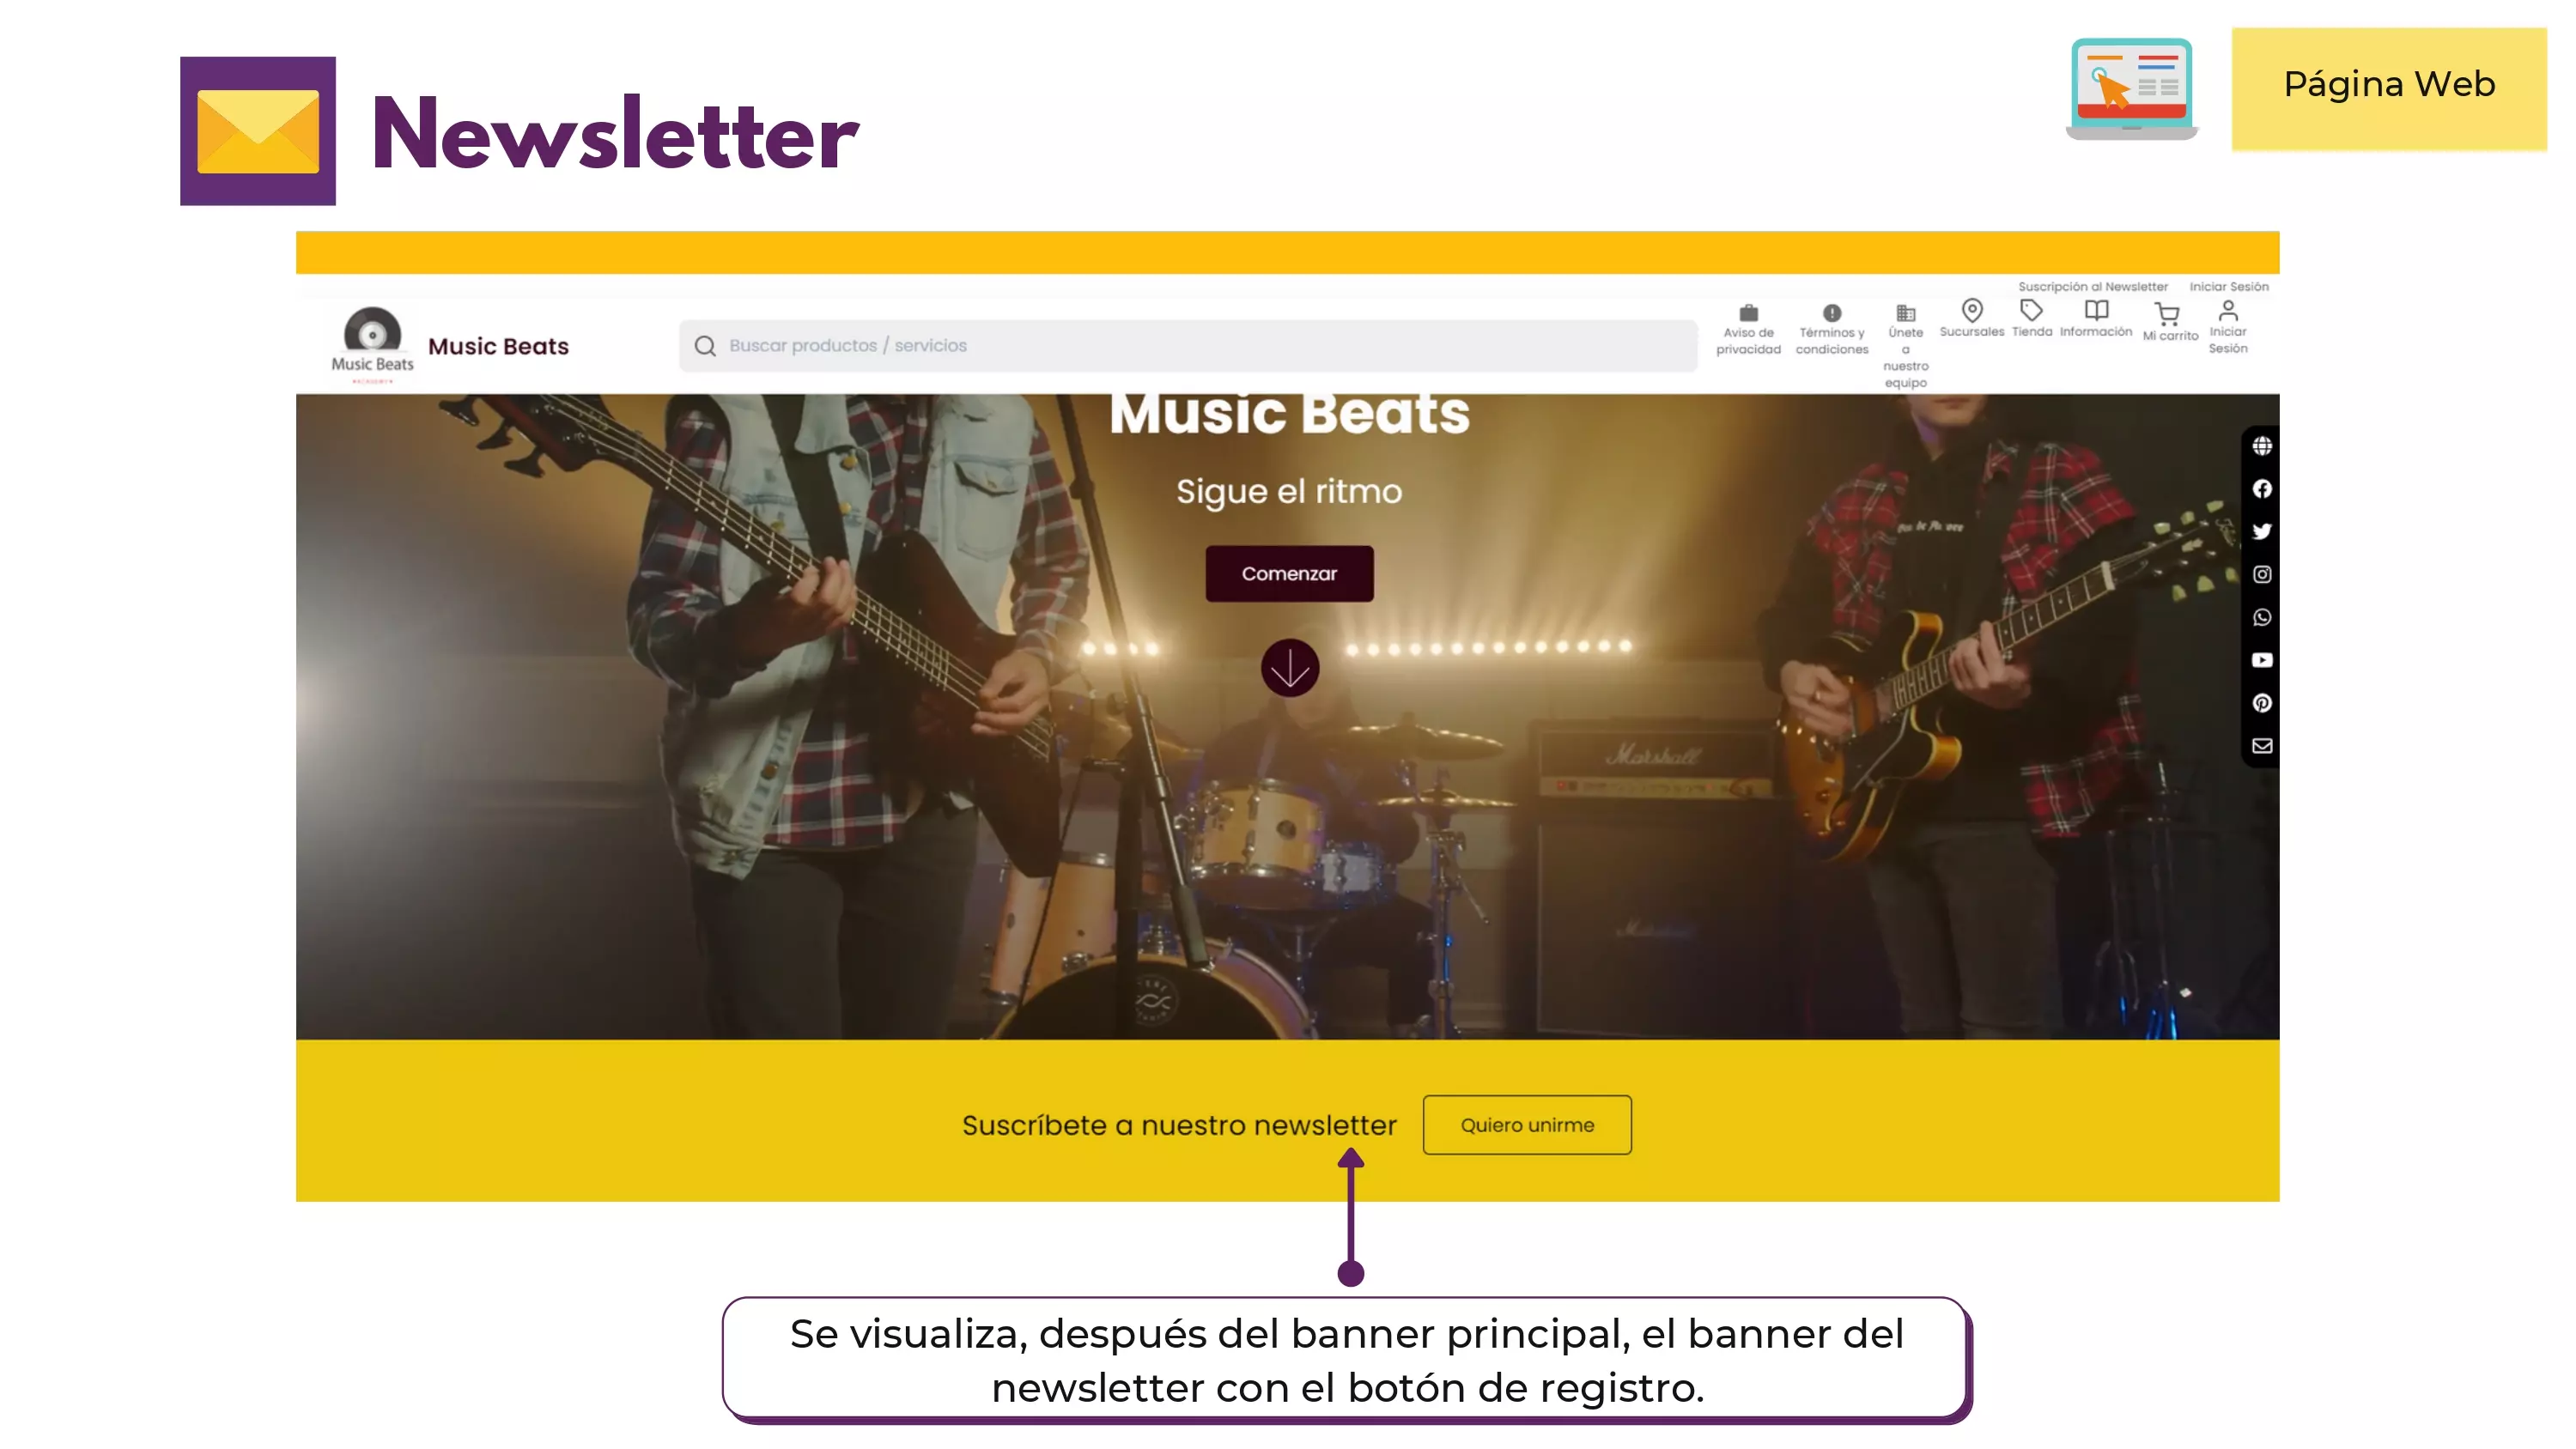 Newsletter
Página Web
Suscripción al Newsletter
Iniciar Sesión
Music Beats
Music Beats
Buscar productos / servicios
Aviso de
privacidad
Términos y
condiciones
Únete
a
nuestro
equipo
Sucursales
Tienda
Información
Mi carrito
Iniciar
Sesión
Music Beats
Sigue el ritmo
Comenzar
Marshall
Marshall
Suscríbete a nuestro newsletter
Quiero unirme
Se visualiza, después del banner principal, el banner del
newsletter con el botón de registro.